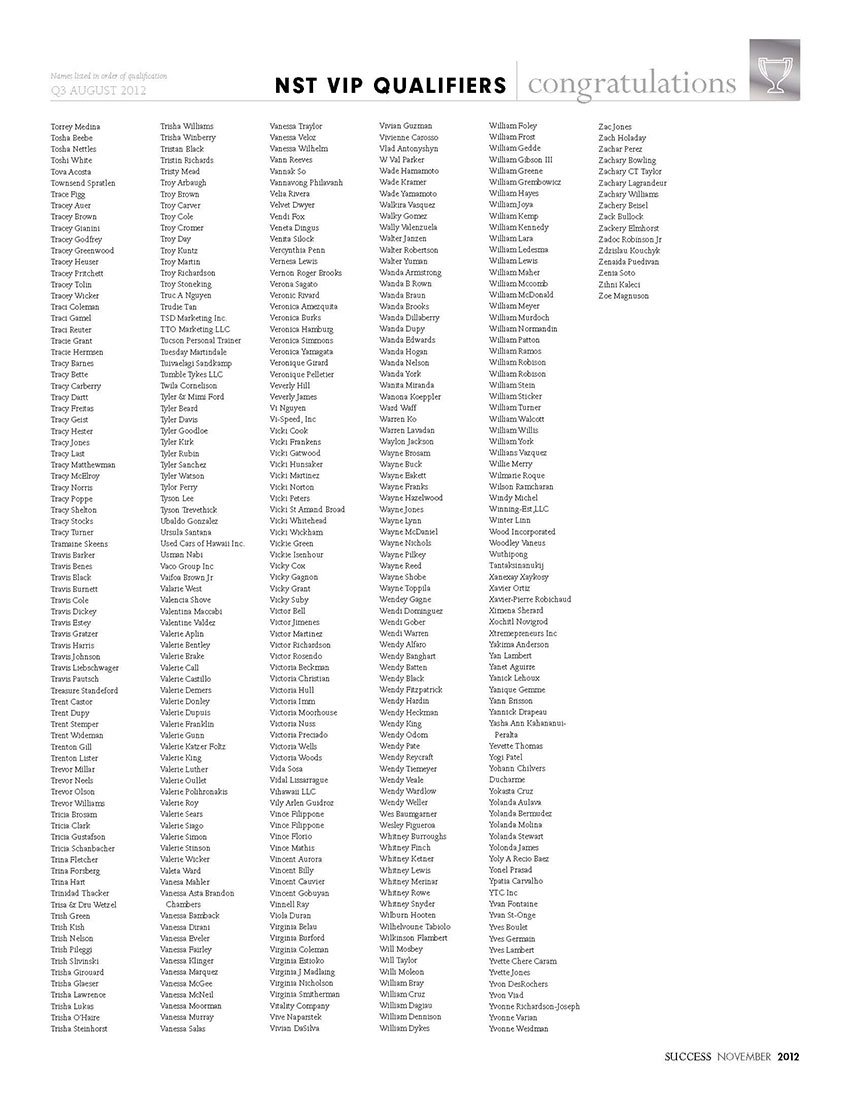 Names listed in order of qualification
Q3 AUGUST 2012
NST VIP QUALIFIERS
congratulations
Torrey Medina
Tosha Beebe
Tosha Nettles
Toshi White
Tova Acosta
Townsend Spratlen
Trace Figg
Tracey Auer
Tracey Brown
Tracey Gianini
Tracey Godfrey
Tracey Greenwood
Tracey Heuser
Tracey Pritchett
Tracey Tolin
Tracey Wicker
Traci Coleman
Traci Gamel
Traci Reuter
Tracie Grant
Tracie Hermsen
Tracy Barnes
Tracy Bette
Tracy Carberry
Tracy Dartt
Tracy Freitas
Tracy Geist
Tracy Hester
Tracy Jones
Tracy Last
Tracy Matthewman
Tracy McElroy
Tracy Norris
Tracy Poppe
Tracy Shelton
Tracy Stocks
Tracy Turner
Tramaine Skeens
Travis Barker
Travis Benes
Travis Black
Travis Burnett
Travis Cole
Travis Dickey
Travis Estey
Travis Gratzer
Travis Harris
Travis Johnson
Travis Liebschwager
Travis Pautsch
Treasure Standeford
Trent Castor
Trent Dupy
Trent Stemper
Trent Wideman
Trenton Gill
Trenton Lister
Trevor Millar
Trevor Neels
Trevor Olson
Trevor Williams
Tricia Brosam
Tricia Clark
Tricia Gustafson
Tricia Schanbacher
Trina Fletcher
Trina Forsberg
Trina Hart
Trinidad Thacker
Trisa & Dru Wetzel
Trish Green
Trish Kish
Trish Nelson
Trish Pileggi
Trish Slivinski
Trisha Girouard
Trisha Glaeser
Trisha Lawrence
Trisha Lukas
Trisha O'Haire
Trisha Steinhorst
Trisha Williams
Trisha Winberry
Tristan Black
Tristin Richards
Tristy Mead
Troy Arbaugh
Troy Brown
Troy Carver
Troy Cole
Troy Cromer
Troy Day
Troy Kuntz
Troy Martin
Troy Richardson
Troy Stoneking
Truc A Nguyen
Trudie Tan
TSD Marketing Inc.
TTO Marketing LLC
Tucson Personal Trainer
Tuesday Martindale
Tuivaelagi Sandkamp
Tumble Tykes LLC
Twila Cornelison
Tyler & Mimi Ford
Tyler Beard
Tyler Davis
Tyler Goodloe
Tyler Kirk
Tyler Rubin
Tyler Sanchez
Tyler Watson
Tylor Perry
Tyson Lee
Tyson Trevethick
Ubaldo Gonzalez
Ursula Santana
Used Cars of Hawaii Inc.
Usman Nabi
Vaco Group Inc
Vaifoa Brown Jr
Valarie West
Valencia Shove
Valentina Maccabi
Valentine Valdez
Valerie Aplin
Valerie Bentley
Valerie Brake
Valerie Call
Valerie Castillo
Valerie Demers
Valerie Donley
Valerie Dupuis
Valerie Franklin
Valerie Gunn
Valerie Katzer Foltz
Valerie King
Valerie Luther
Valerie Oullet
Valerie Polihronakis
Valerie Roy
Valerie Sears
Valerie Siago
Valerie Simon
Valerie Stinson
Valerie Wicker
Valeta Ward
Vanesa Mahler
Vanessa Asta Brandon
Chambers
Vanessa Bamback
Vanessa Dirani
Vanessa Eveler
Vanessa Fairley
Vanessa Klinger
Vanessa Marquez
Vanessa McGee
Vanessa McNeil
Vanessa Moorman
Vanessa Murray
Vanessa Salas
Vanessa Traylor
Vanessa Veloz
Vanessa Wilhelm
Vann Reeves
Vannak So
Vannavong Philavanh
Velia Rivera
Velvet Dwyer
Vendi Fox
Veneta Dingus
Venita Silock
Vercynthia Penn
Vernesa Lewis
Vernon Roger Brooks
Verona Sagato
Veronic Rivard
Veronica Amezquita
Veronica Burks
Veronica Hamburg
Veronica Simmons
Veronica Yamagata
Veronique Girard
Veronique Pelletier
Veverly Hill
Veverly James
Vi Nguyen
Vi-Speed, Inc
Vicki Cook
Vicki Frankens
Vicki Gatwood
Vicki Hunsaker
Vicki Martinez
Vicki Norton
Vicki Peters
Vicki St Amand Broad
Vicki Whitehead
Vicki Wickham
Vickie Green
Vickie Isenhour
Vicky Cox
Vicky Gagnon
Vicky Grant
Vicky Suby
Victor Bell
Victor Jimenes
Victor Martinez
Victor Richardson
Victor Rosendo
Victoria Beckman
Victoria Christian
Victoria Hull
Victoria Imm
Victoria Moorhouse
Victoria Nuss
Victoria Preciado
Victoria Wells
Victoria Woods
Vida Sosa
Vidal Lissarrague
Vihawaii LLC
Vily Arlen Guidroz
Vince Filippone
Vince Filippone
Vince Florio
Vince Mathis
Vincent Aurora
Vincent Billy
Vincent Cauvier
Vincent Gobuyan
Vinnell Ray
Viola Duran
Virginia Belau
Virginia Burford
Virginia Coleman
Virginia Estioko
Virginia J Madlaing
Virginia Nicholson
Virginia Smitherman
Vitality Company
Vive Naparstek
Vivian DaSilva
Vivian Guzman
Vivienne Carosso
Vlad Antonyshyn
W Val Parker
Wade Hamamoto
Wade Kramer
Wade Yamamoto
Walkira Vasquez
Walky Gomez
Wally Valenzuela
Walter Janzen
Walter Robertson
Walter Yuman
Wanda Armstrong
Wanda B Rown
Wanda Braun
Wanda Brooks
Wanda Dillaberry
Wanda Dupy
Wanda Edwards
Wanda Hogan
Wanda Nelson
Wanda York
Wanita Miranda
Wanona Koeppler
Ward Waff
Warren Ko
Warren Lavadan
Waylon Jackson
Wayne Brosam
Wayne Buck
Wayne Eakett
Wayne Franks
Wayne Hazelwood
Wayne Jones
Wayne Lynn
Wayne McDaniel
Wayne Nichols
Wayne Pilkey
Wayne Reed
Wayne Shobe
Wayne Toppila
Wendey Gagne
Wendi Dominguez
Wendi Gober
Wendi Warren
Wendy Alfaro
Wendy Banghart
Wendy Batten
Wendy Black
Wendy Fitzpatrick
Wendy Hardin
Wendy Heckman
Wendy King
Wendy Odom
Wendy Pate
Wendy Reycraft
Wendy Tiemeyer
Wendy Veale
Wendy Wardlow
Wendy Weller
Wes Baumgarner
Wesley Figueroa
Whitney Burroughs
Whitney Finch
Whitney Ketner
Whitney Lewis
Whitney Merinar
Whitney Rowe
Whitney Snyder
Wilburn Hooten
Wilhelvoune Tabiolo
Wilkinson Flambert
Will Mosbey
Will Taylor
Willi Moleon
William Bray
William Cruz
William Dagiau
William Dennison
William Dykes
William Foley
William Frost
William Gedde
William Gibson III
William Greene
William Grembowicz
William Hayes
William Joya
William Kemp
William Kennedy
William Lara
William Ledesma
William Lewis
William Maher
William Mccomb
William McDonald
William Meyer
William Murdoch
William Normandin
William Patton
William Ramos
William Robison
William Robison
William Stein
William Sticker
William Turner
William Walcott
William Willis
William York
Willians Vazquez
Willie Merry
Wilmarie Roque
Wilson Ramcharan
Windy Michel
Winning-Est,LLC
Winter Linn
Wood Incorporated
Woodley Vaneus
Wuthipong
Tantaksinanukij
Xanexay Xaykosy
Xavier Ortiz
Xavier-Pierre Robichaud
Ximena Sherard
Xochitl Novigrod
Xtremepreneurs Inc
Yakima Anderson
Yan Lambert
Yanet Aguirre
Yanick Lehoux
Yanique Gemme
Yann Brisson
Yannick Drapeau
Yasha Ann Kahananui-
Peralta
Yevette Thomas
Yogi Patel
Yohann Chilvers
Ducharme
Yokasta Cruz
Yolanda Aulava
Yolanda Bermudez
Yolanda Molina
Yolanda Stewart
Yolonda James
Yoly A Recio Baez
Yonel Prasad
Ypatia Carvalho
YTC Inc
Yvan Fontaine
Yvan St-Onge
Yves Boulet
Yves Germain
Yves Lambert
Yvette Chere Caram
Yvette Jones
Yvon DesRochers
Yvon Viad
Yvonne Richardson-Joseph
Yvonne Varian
Yvonne Weidman
Zac Jones
Zach Holaday
Zachar Perez
Zachary Bowling
Zachary CT Taylor
Zachary Lagrandeur
Zachary Williams
Zachery Beisel
Zack Bullock
Zackery Elmhorst
Zadoc Robinson Jr
Zdzislau Kouchyk
Zenaida Puedivan
Zenia Soto
Zihni Kaleci
Zoe Magnuson
SUCCESS NOVEMBER 2012